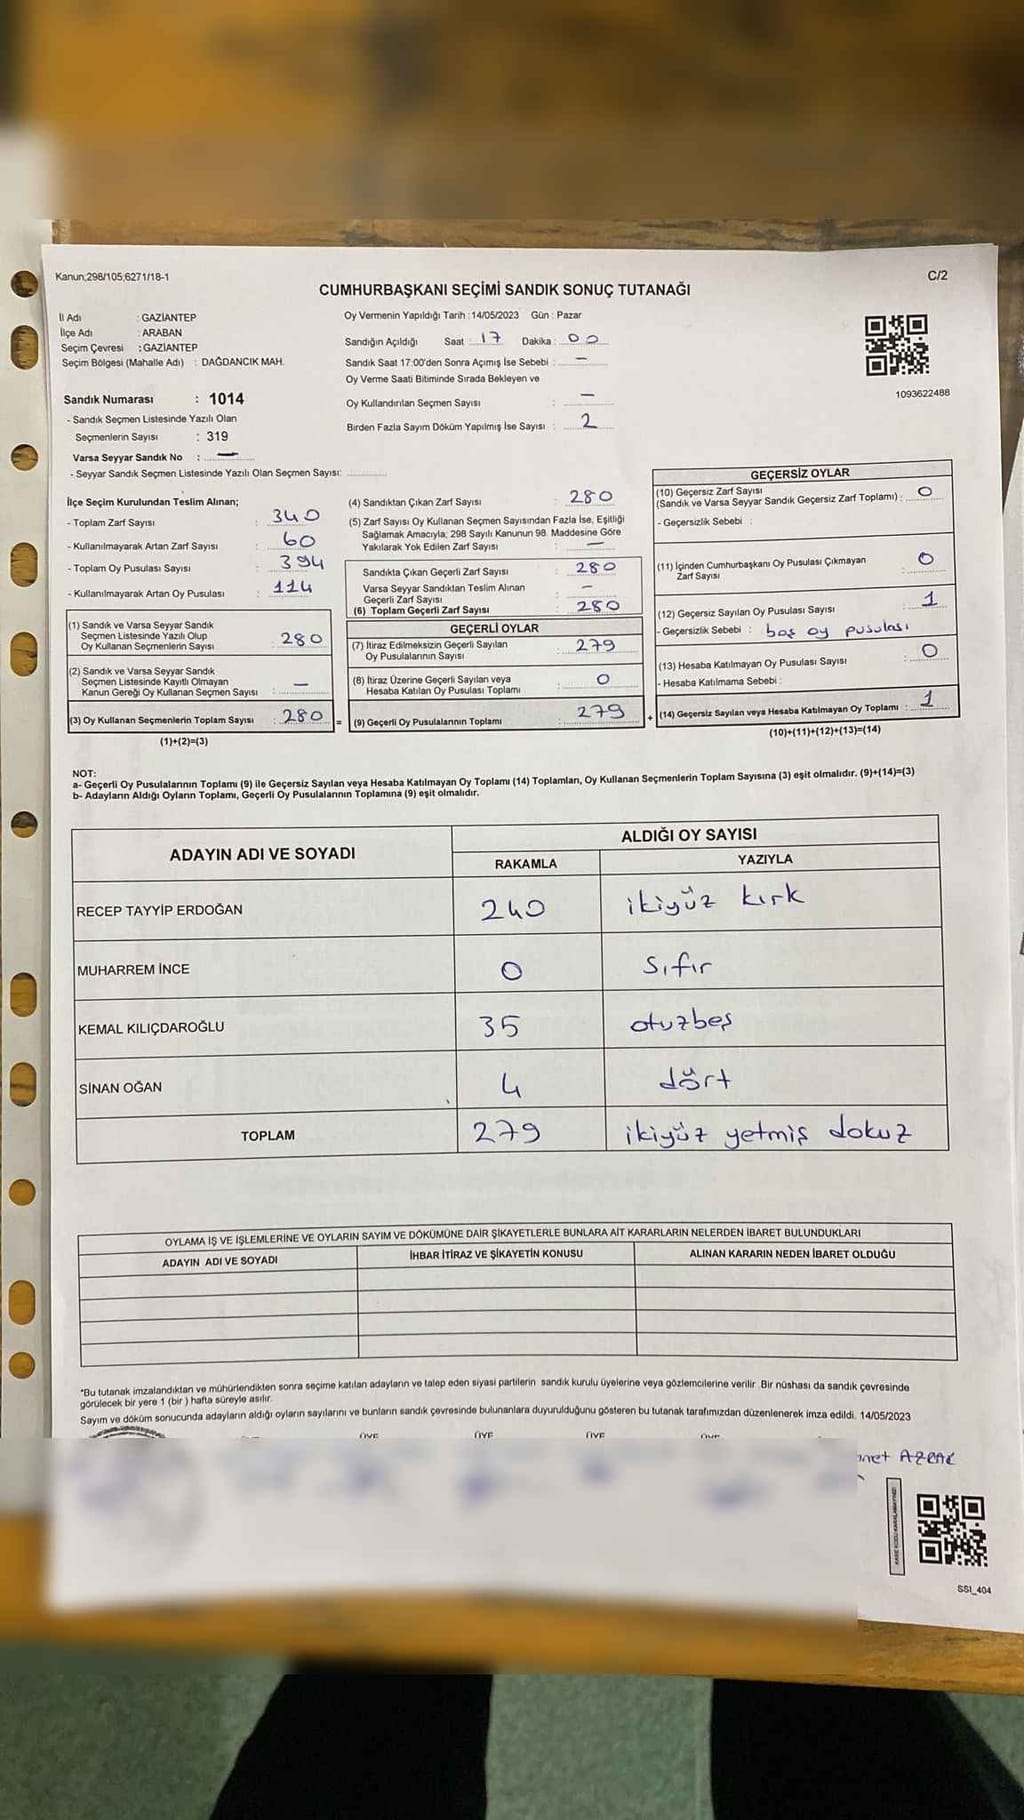 Kanun;298/105;6271/18-1
C/2
CUMHURBAŞKANI SEÇİMİ SANDIK SONUÇ TUTANAĞI
İl Adı : GAZİANTEP
İlçe Adı : ARABAN
Seçim Çevresi : GAZİANTEP
Seçim Bölgesi (Mahalle Adı) : DAĞDANCIK MAH.
Sandık Numarası : 1014
- Sandık Seçmen Listesinde Yazılı Olan
Seçmenlerin Sayısı : 319
Varsa Seyyar Sandık No : —
- Seyyar Sandık Seçmen Listesinde Yazılı Olan Seçmen Sayısı:
Oy Vermenin Yapıldığı Tarih :14/05/2023 Gün : Pazar
Sandığın Açıldığı Saat : 17 Dakika : 00
Sandık Saat 17:00'den Sonra Açımış İse Sebebi : —
Oy Verme Saati Bitiminde Sırada Bekleyen ve
Oy Kullandırılan Seçmen Sayısı : —
Birden Fazla Sayım Döküm Yapılmış İse Sayısı : 2
1093622488
İlçe Seçim Kurulundan Teslim Alınan;
- Toplam Zarf Sayısı : 340
- Kullanılmayarak Artan Zarf Sayısı : 60
- Toplam Oy Pusulası Sayısı : 394
- Kullanılmayarak Artan Oy Pusulası : 114
(1) Sandık ve Varsa Seyyar Sandık
Seçmen Listesinde Yazılı Olup
Oy Kullanan Seçmenlerin Sayısı : 280
(2) Sandık ve Varsa Seyyar Sandık
Seçmen Listesinde Kayıtlı Olmayan
Kanun Gereği Oy Kullanan Seçmen Sayısı : —
(3) Oy Kullanan Seçmenlerin Toplam Sayısı : 280 =
(1)+(2)=(3)
(4) Sandıktan Çıkan Zarf Sayısı : 280
(5) Zarf Sayısı Oy Kullanan Seçmen Sayısından Fazla İse, Eşitliği
Sağlamak Amacıyla; 298 Sayılı Kanunun 98. Maddesine Göre
Yakılarak Yok Edilen Zarf Sayısı : —
Sandıkta Çıkan Geçerli Zarf Sayısı : 280
Varsa Seyyar Sandıktan Teslim Alınan
Geçerli Zarf Sayısı : —
(6) Toplam Geçerli Zarf Sayısı : 280
GEÇERLİ OYLAR
(7) İtiraz Edilmeksizin Geçerli Sayılan
Oy Pusulalarının Sayısı : 279
(8) İtiraz Üzerine Geçerli Sayılan veya
Hesaba Katılan Oy Pusulası Toplamı : 0
(9) Geçerli Oy Pusulalarının Toplamı : 279 +
GEÇERSİZ OYLAR
(10) Geçersiz Zarf Sayısı
(Sandık ve Varsa Seyyar Sandık Geçersiz Zarf Toplamı) : 0
- Geçersizlik Sebebi :
(11) İçinden Cumhurbaşkanı Oy Pusulası Çıkmayan
Zarf Sayısı : 0
(12) Geçersiz Sayılan Oy Pusulası Sayısı : 1
- Geçersizlik Sebebi : boş oy pusulası
(13) Hesaba Katılmayan Oy Pusulası Sayısı : 0
- Hesaba Katılmama Sebebi :
(14) Geçersiz Sayılan veya Hesaba Katılmayan Oy Toplamı : 1
(10)+(11)+(12)+(13)=(14)
NOT:
a- Geçerli Oy Pusulalarının Toplamı (9) ile Geçersiz Sayılan veya Hesaba Katılmayan Oy Toplamı (14) Toplamları, Oy Kullanan Seçmenlerin Toplam Sayısına (3) eşit olmalıdır. (9)+(14)=(3)
b- Adayların Aldığı Oyların Toplamı, Geçerli Oy Pusulalarının Toplamına (9) eşit olmalıdır.
ADAYIN ADI VE SOYADI
ALDIĞI OY SAYISI
RAKAMLA YAZIYLA
RECEP TAYYİP ERDOĞAN 240 ikiyüz kırk
MUHARREM İNCE 0 sıfır
KEMAL KILIÇDAROĞLU 35 otuzbeş
SİNAN OĞAN 4 dört
TOPLAM 279 ikiyüz yetmiş dokuz
OYLAMA İŞ VE İŞLEMLERİNE VE OYLARIN SAYIM VE DÖKÜMÜNE DAİR ŞİKAYETLERLE BUNLARA AİT KARARLARIN NELERDEN İBARET BULUNDUKLARI
ADAYIN ADI VE SOYADI İHBAR İTİRAZ VE ŞİKAYETİN KONUSU ALINAN KARARIN NEDEN İBARET OLDUĞU
*Bu tutanak imzalandıktan ve mühürlendikten sonra seçime katılan adayların ve talep eden siyasi partilerin sandık kurulu üyelerine veya gözlemcilerine verilir .Bir nüshası da sandık çevresinde
görülecek bir yere 1 (bir ) hafta süreyle asılır.
Sayım ve döküm sonucunda adayların aldığı oyların sayılarını ve bunların sandık çevresinde bulunanlara duyurulduğunu gösteren bu tutanak tarafımızdan düzenlenerek imza edildi. 14/05/2023
ÜYE ÜYE ÜYE ÜYE
SSI_404